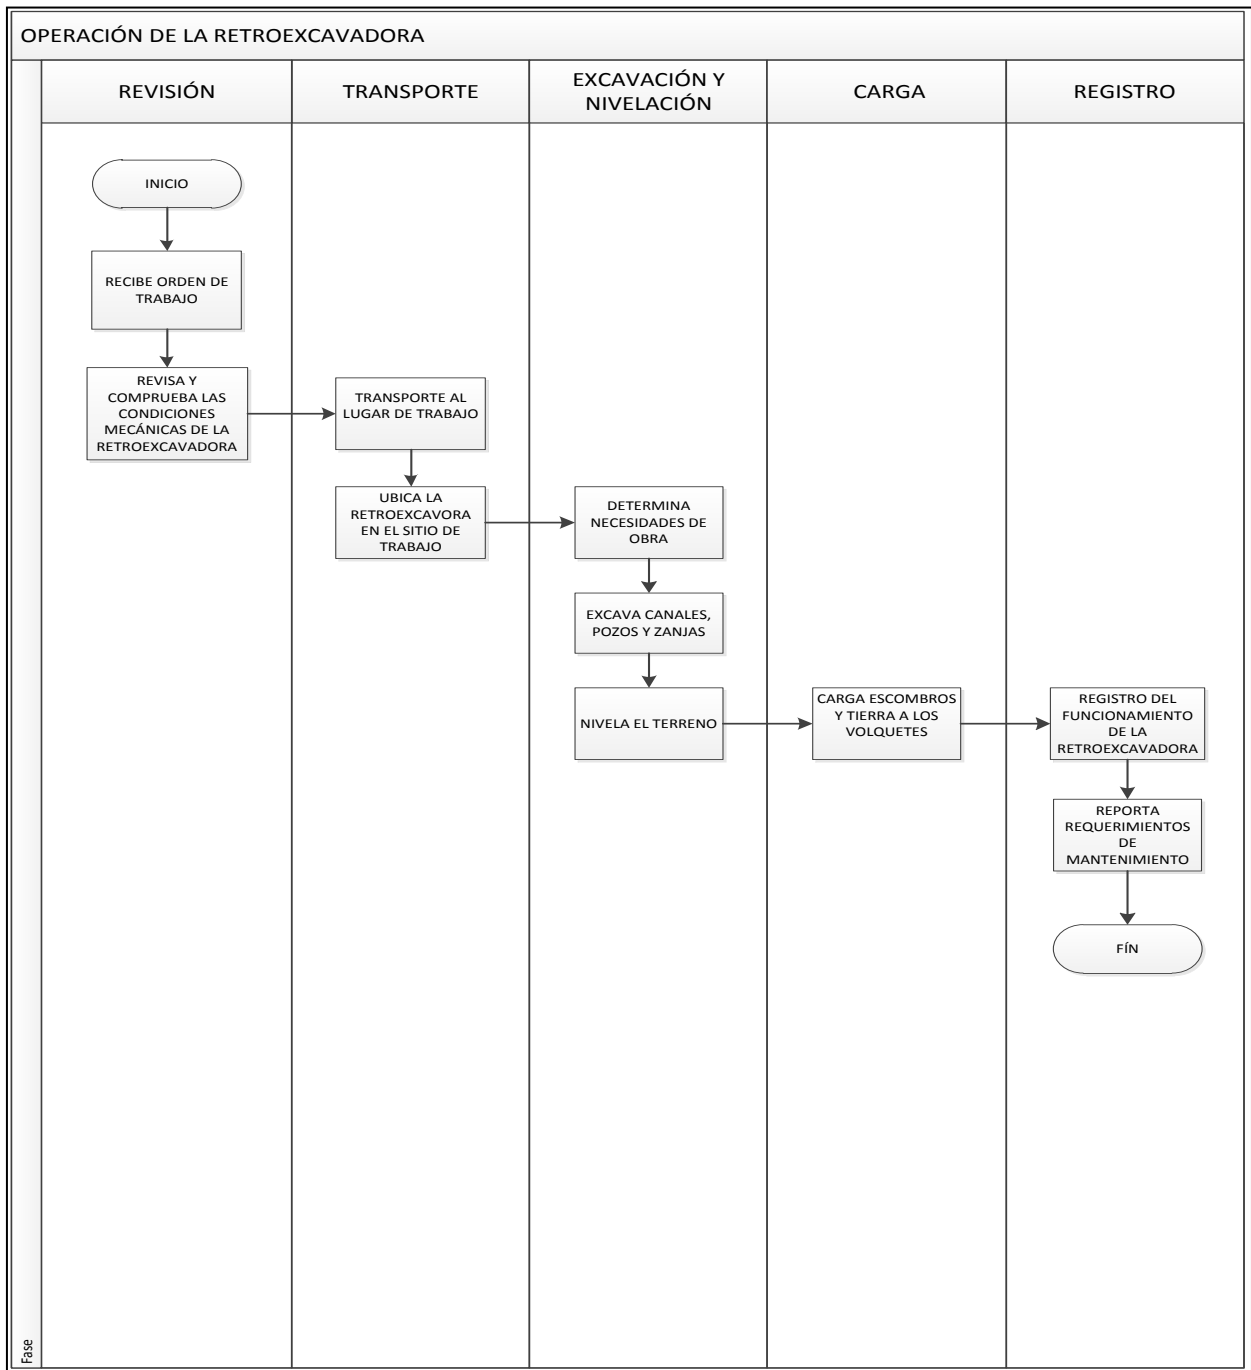 OPERACIÓN DE LA RETROEXCAVADORA
REVISIÓN
TRANSPORTE
EXCAVACIÓN Y
NIVELACIÓN
CARGA
REGISTRO
INICIO
RECIBE ORDEN DE
TRABAJO
REVISA Y
COMPRUEBA LAS
CONDICIONES
MECÁNICAS DE LA
RETROEXCAVADORA
TRANSPORTE AL
LUGAR DE TRABAJO
UBICA LA
RETROEXCAVORA
EN EL SITIO DE
TRABAJO
DETERMINA
NECESIDADES DE
OBRA
EXCAVA CANALES,
POZOS Y ZANJAS
NIVELA EL TERRENO
CARGA ESCOMBROS
Y TIERRA A LOS
VOLQUETES
REGISTRO DEL
FUNCIONAMIENTO
DE LA
RETROEXCAVADORA
REPORTA
REQUERIMIENTOS
DE
MANTENIMIENTO
FÍN
Fase